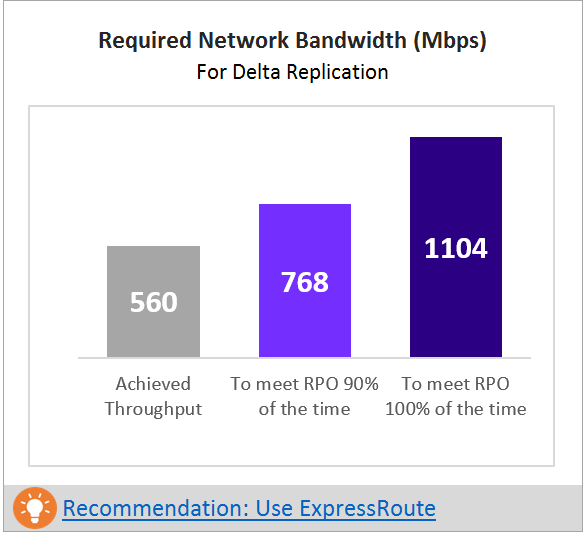 Required Network Bandwidth (Mbps)
For Delta Replication
560
768
1104
Achieved
Throughput
To meet RPO 90%
of the time
To meet RPO
100% of the time
Recommendation: Use ExpressRoute